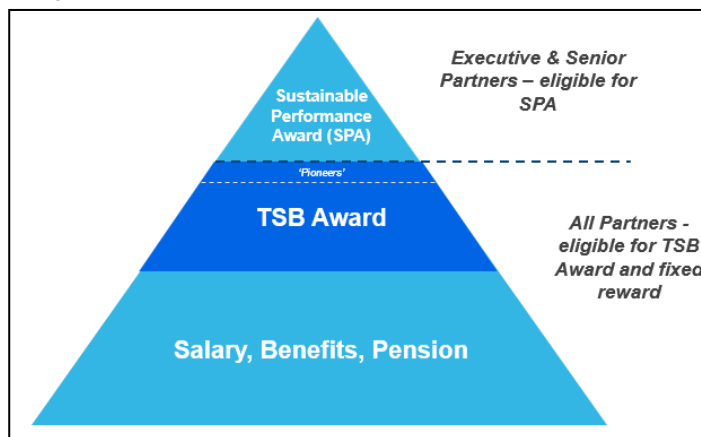 Executive & Senior
Partners – eligible for
SPA
Sustainable
Performance
Award (SPA)
'Pioneers'
TSB Award
All Partners -
eligible for TSB
Award and fixed
reward
Salary, Benefits, Pension